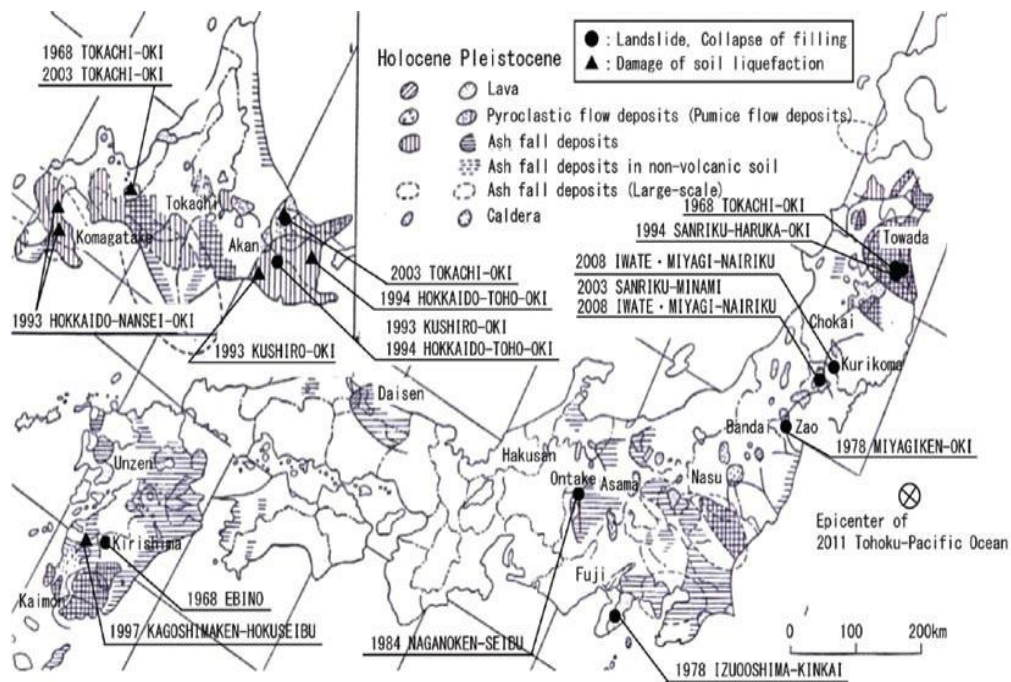 1968 TOKACHI-OKI
2003 TOKACHI-OKI
● : Landslide, Collapse of filling
▲ : Damage of soil liquefaction
Holocene Pleistocene
Lava
Pyroclastic flow deposits (Pumice flow deposits)
Ash fall deposits
Ash fall deposits in non-volcanic soil
Ash fall deposits (Large-scale)
Caldera
Tokachi
Komagatake
Akan
2003 TOKACHI-OKI
1994 HOKKAIDO-TOHO-OKI
1993 HOKKAIDO-NANSEI-OKI
1993 KUSHIRO-OKI
1993 KUSHIRO-OKI
1994 HOKKAIDO-TOHO-OKI
1968 TOKACHI-OKI
1994 SANRIKU-HARUKA-OKI
Towada
2008 IWATE・MIYAGI-NAIRIKU
2003 SANRIKU-MINAMI
2008 IWATE・MIYAGI-NAIRIKU
Chokai
Kurikoma
Bandai
Zao
1978 MIYAGIKEN-OKI
Daisen
Hakusan
Ontake
Asama
Nasu
Unzen
Epicenter of
2011 Tohoku-Pacific Ocean
Kirishima
Fuji
Kaimon
1968 EBINO
1997 KAGOSHIMAKEN-HOKUSEIBU
1984 NAGANOKEN-SEIBU
1978 IZUOOSHIMA-KINKAI
0 100 200km